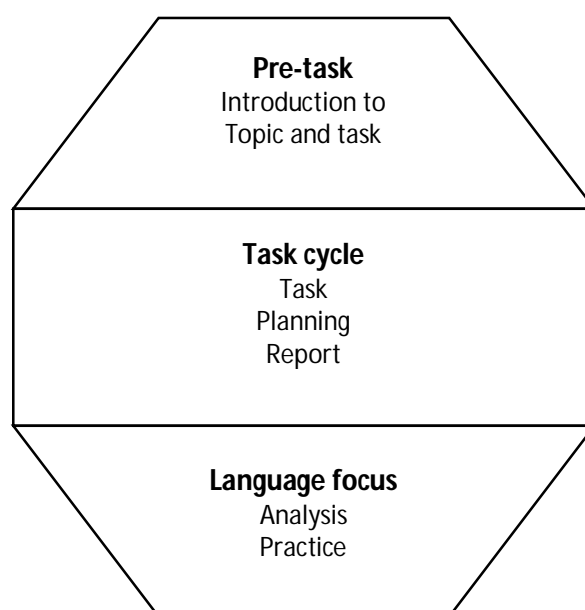 Pre-task
Introduction to
Topic and task
Task cycle
Task
Planning
Report
Language focus
Analysis
Practice